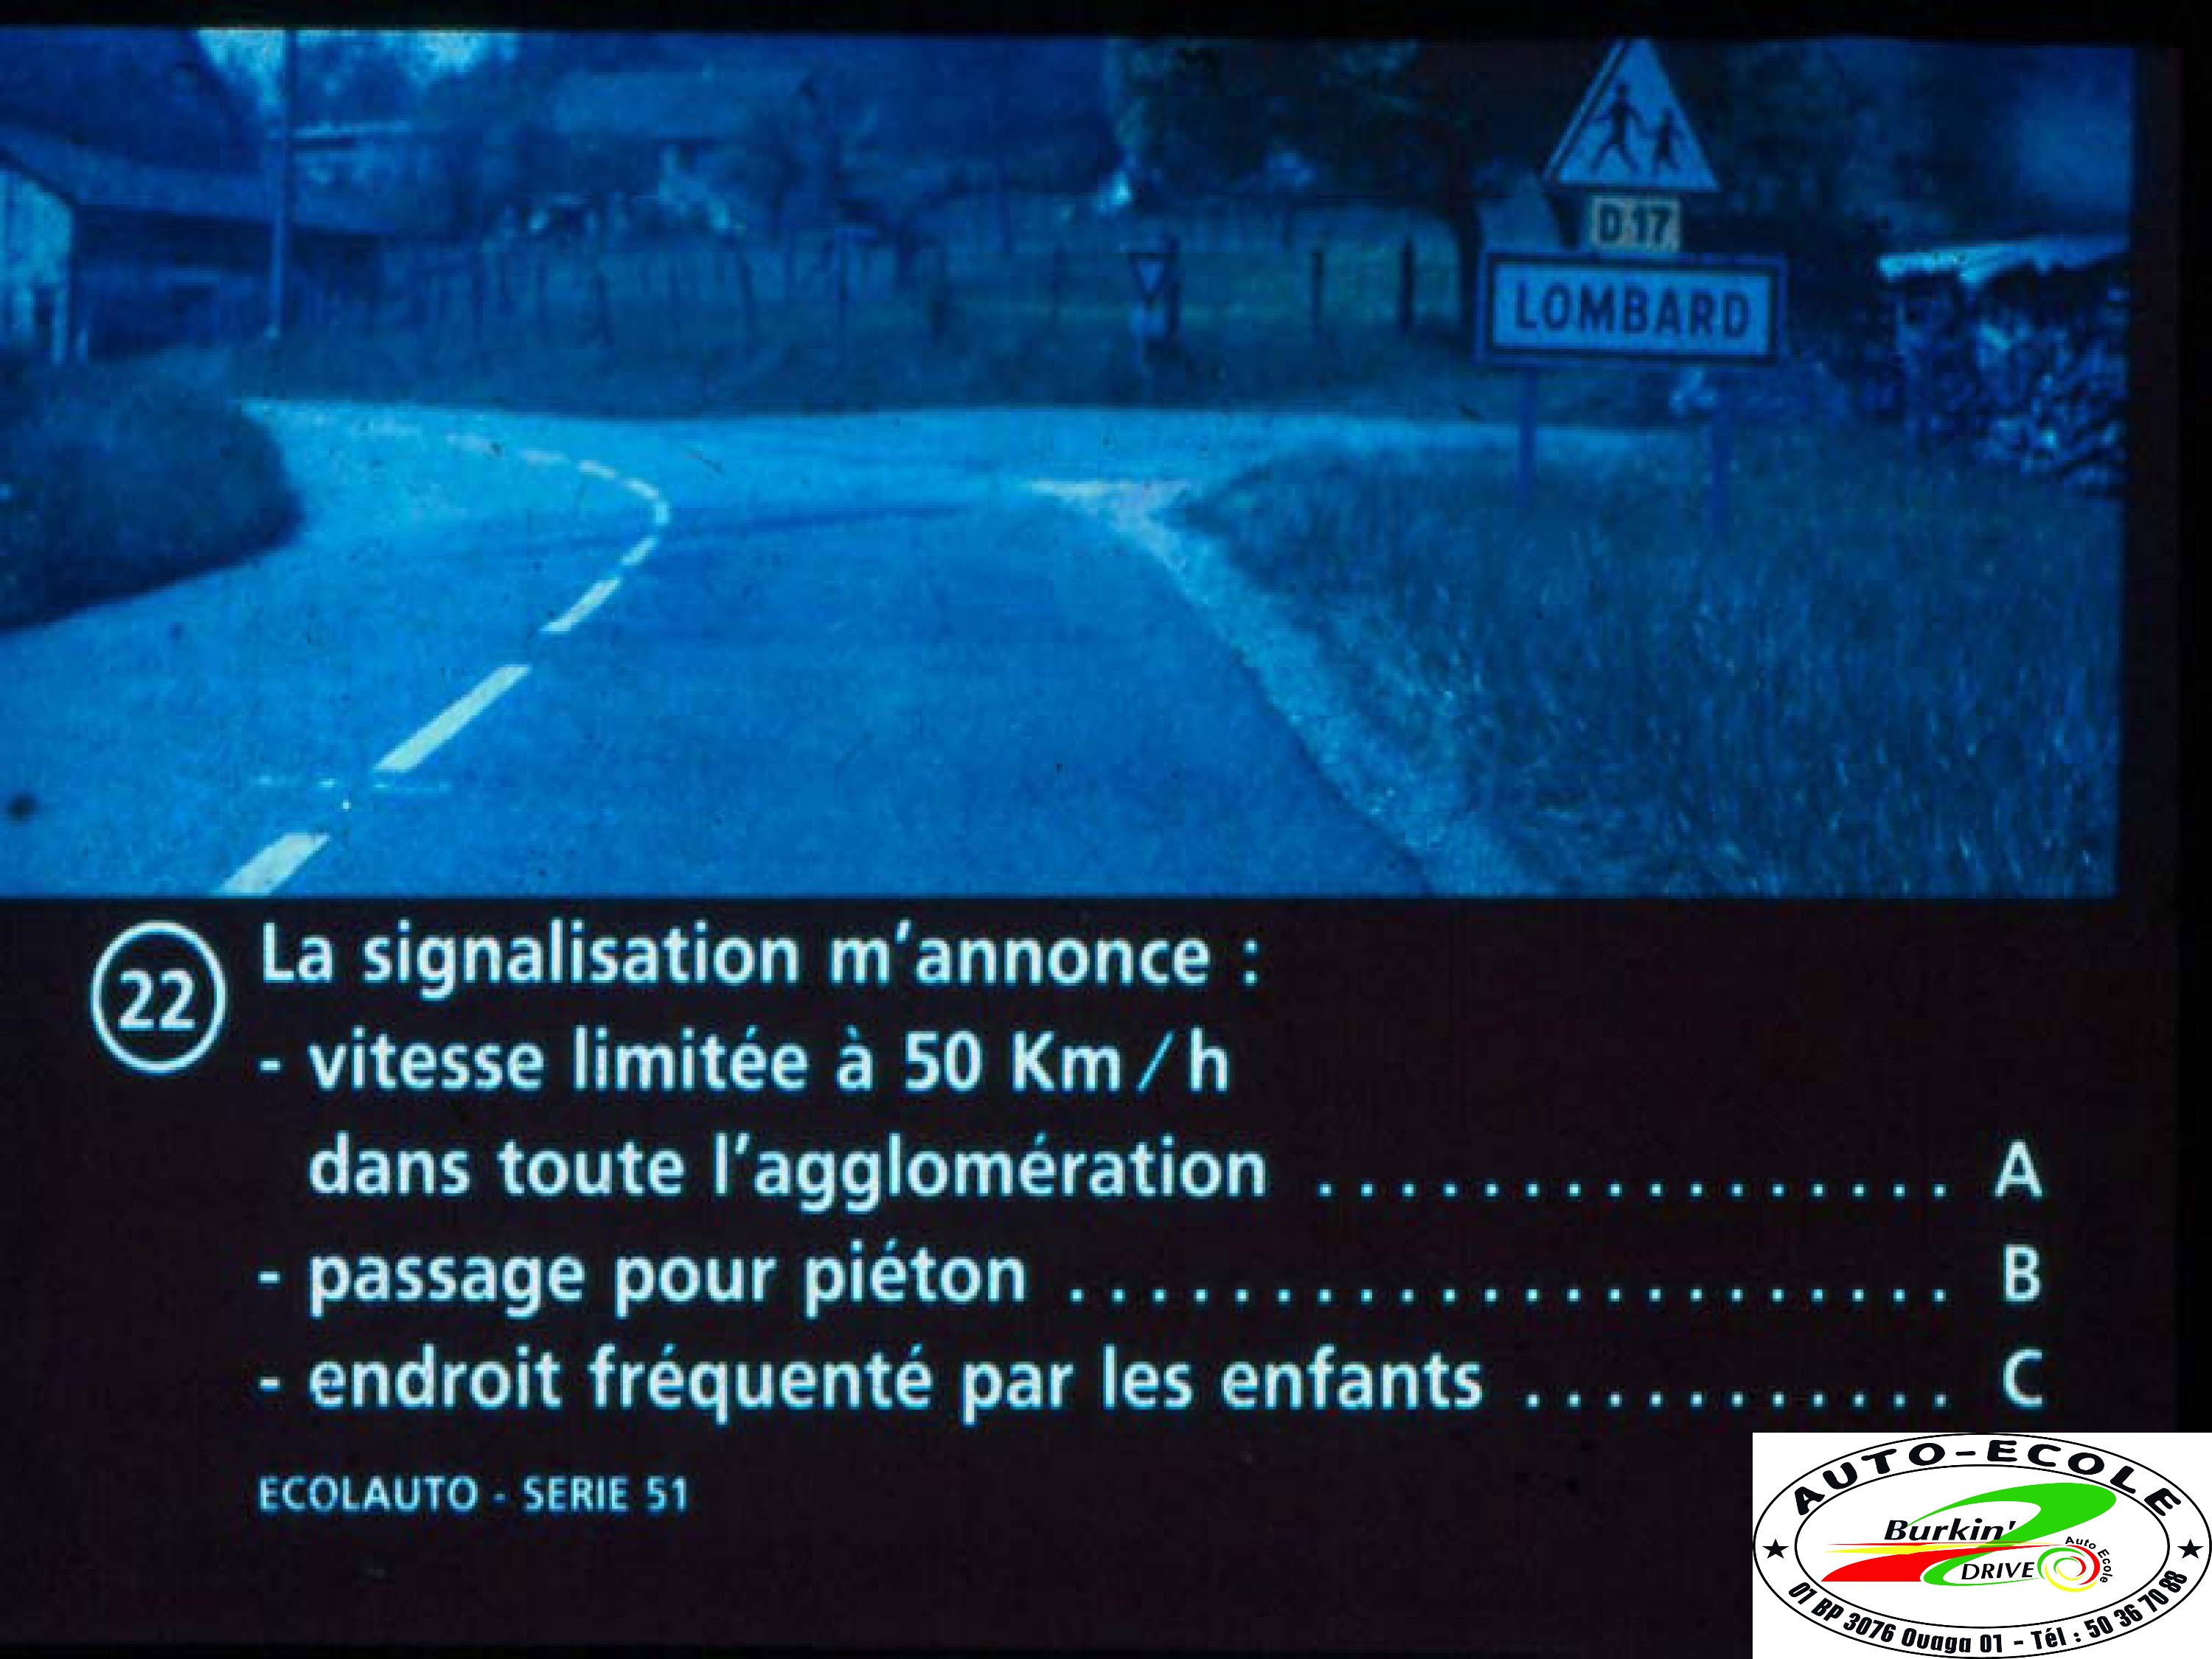 D 17
LOMBARD
22 La signalisation m'annonce :
- vitesse limitée à 50 Km/h
dans toute l'agglomération ................ A
- passage pour piéton ...................... B
- endroit fréquenté par les enfants ........... C
ECOLAUTO - SERIE 51
AUTO-ECOLE
Burkin'
DRIVE
Auto Ecole
01 BP 3076 Ouaga 01 - Tél : 50 36 70 88